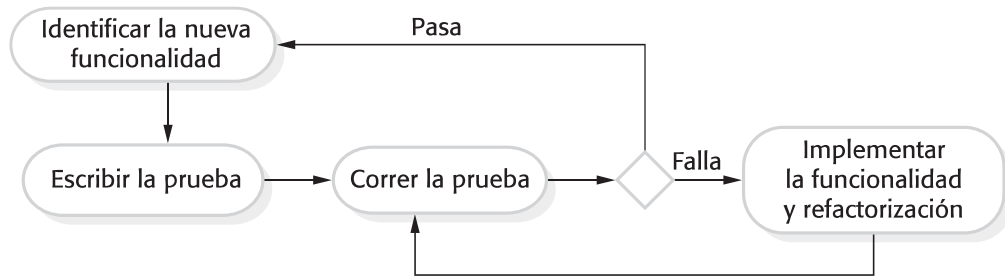 Identificar la nueva
funcionalidad
Pasa
Escribir la prueba
Correr la prueba
Falla
Implementar
la funcionalidad
y refactorización